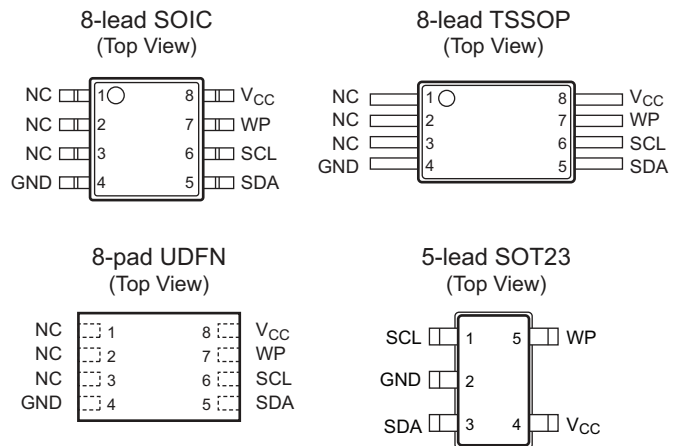 8-lead SOIC
(Top View)
NC 1 8 VCC
NC 2 7 WP
NC 3 6 SCL
GND 4 5 SDA
8-lead TSSOP
(Top View)
NC 1 8 VCC
NC 2 7 WP
NC 3 6 SCL
GND 4 5 SDA
8-pad UDFN
(Top View)
NC 1 8 VCC
NC 2 7 WP
NC 3 6 SCL
GND 4 5 SDA
5-lead SOT23
(Top View)
SCL 1 5 WP
GND 2
SDA 3 4 VCC